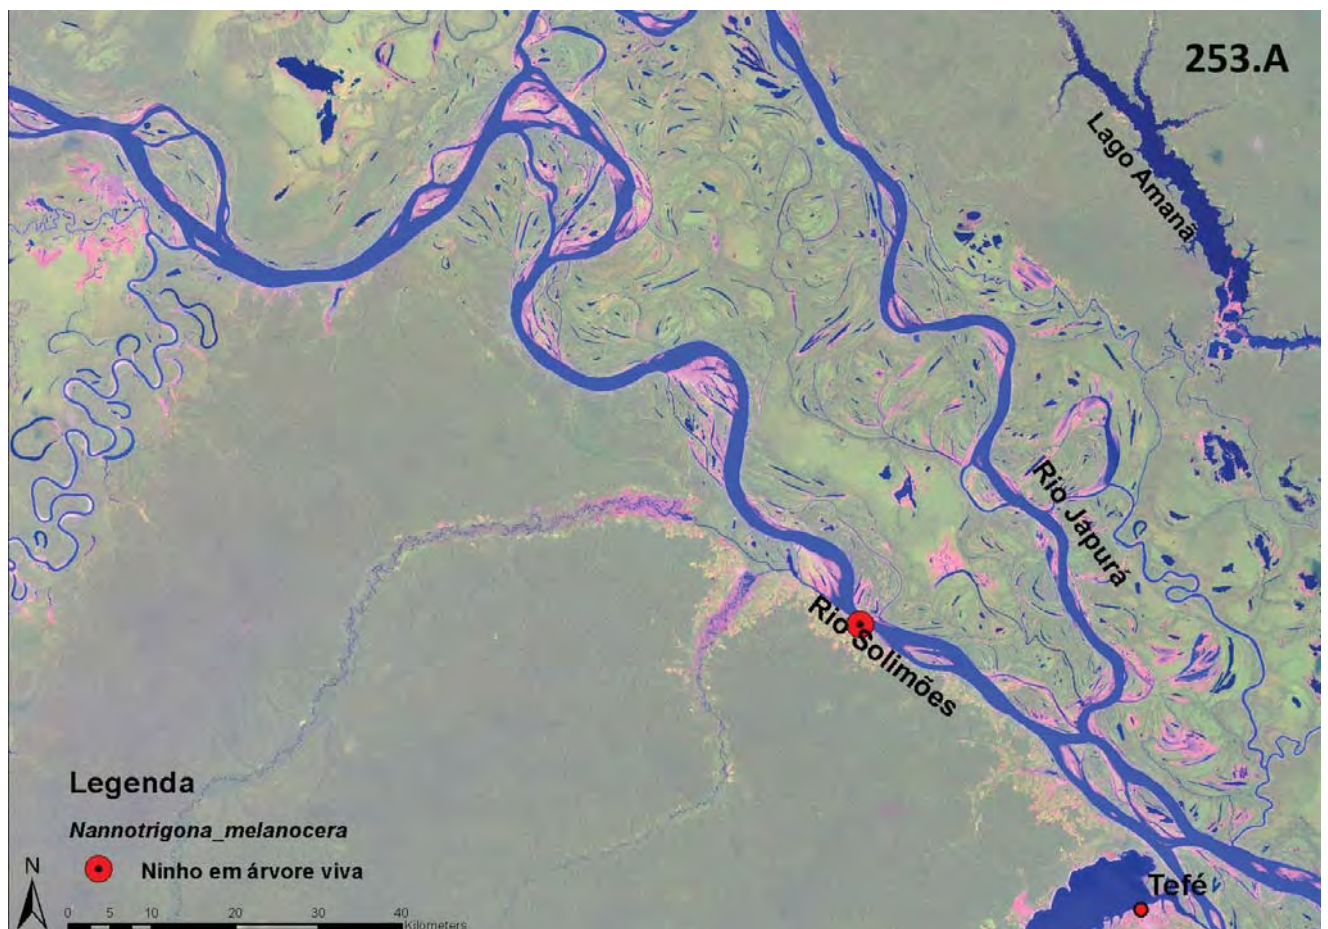 253.A
Lago Amanã
Rio Japurá
Rio Solimões
Tefé
Legenda
Nannotrigona_melanocera
Ninho em árvore viva
N
0 5 10 20 30 40
Kilometers